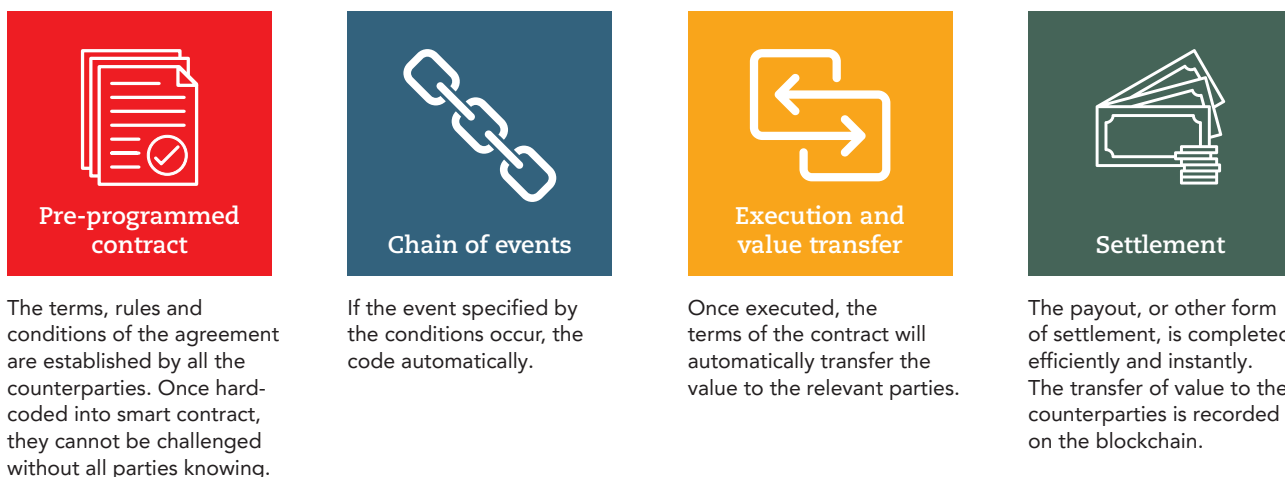 Pre-programmed
contract
The terms, rules and
conditions of the agreement
are established by all the
counterparties. Once hard-
coded into smart contract,
they cannot be challenged
without all parties knowing.
Chain of events
If the event specified by
the conditions occur, the
code automatically.
Execution and
value transfer
Once executed, the
terms of the contract will
automatically transfer the
value to the relevant parties.
Settlement
The payout, or other form
of settlement, is completed
efficiently and instantly.
The transfer of value to the
counterparties is recorded
on the blockchain.